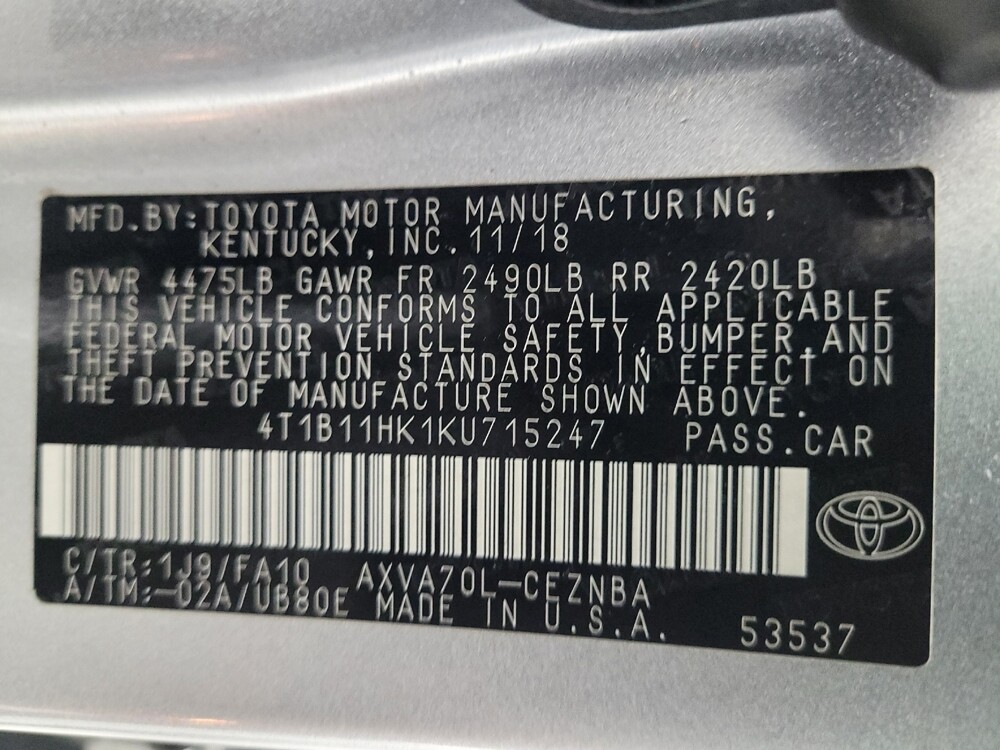 MFD.BY:TOYOTA MOTOR MANUFACTURING,
KENTUCKY,INC. 11/18
GVWR 4475LB GAWR FR 2490LB RR 2420LB
THIS VEHICLE CONFORMS TO ALL APPLICABLE
FEDERAL MOTOR VEHICLE SAFETY,BUMPER,AND
THEFT PREVENTION STANDARDS IN EFFECT ON
THE DATE OF MANUFACTURE SHOWN ABOVE.
4T1B11HK1KU715247 PASS.CAR
C/TR:1J9/FA10 AXVA70L-CEZNBA
A/TM:-02A/UB80E MADE IN U.S.A. 53537